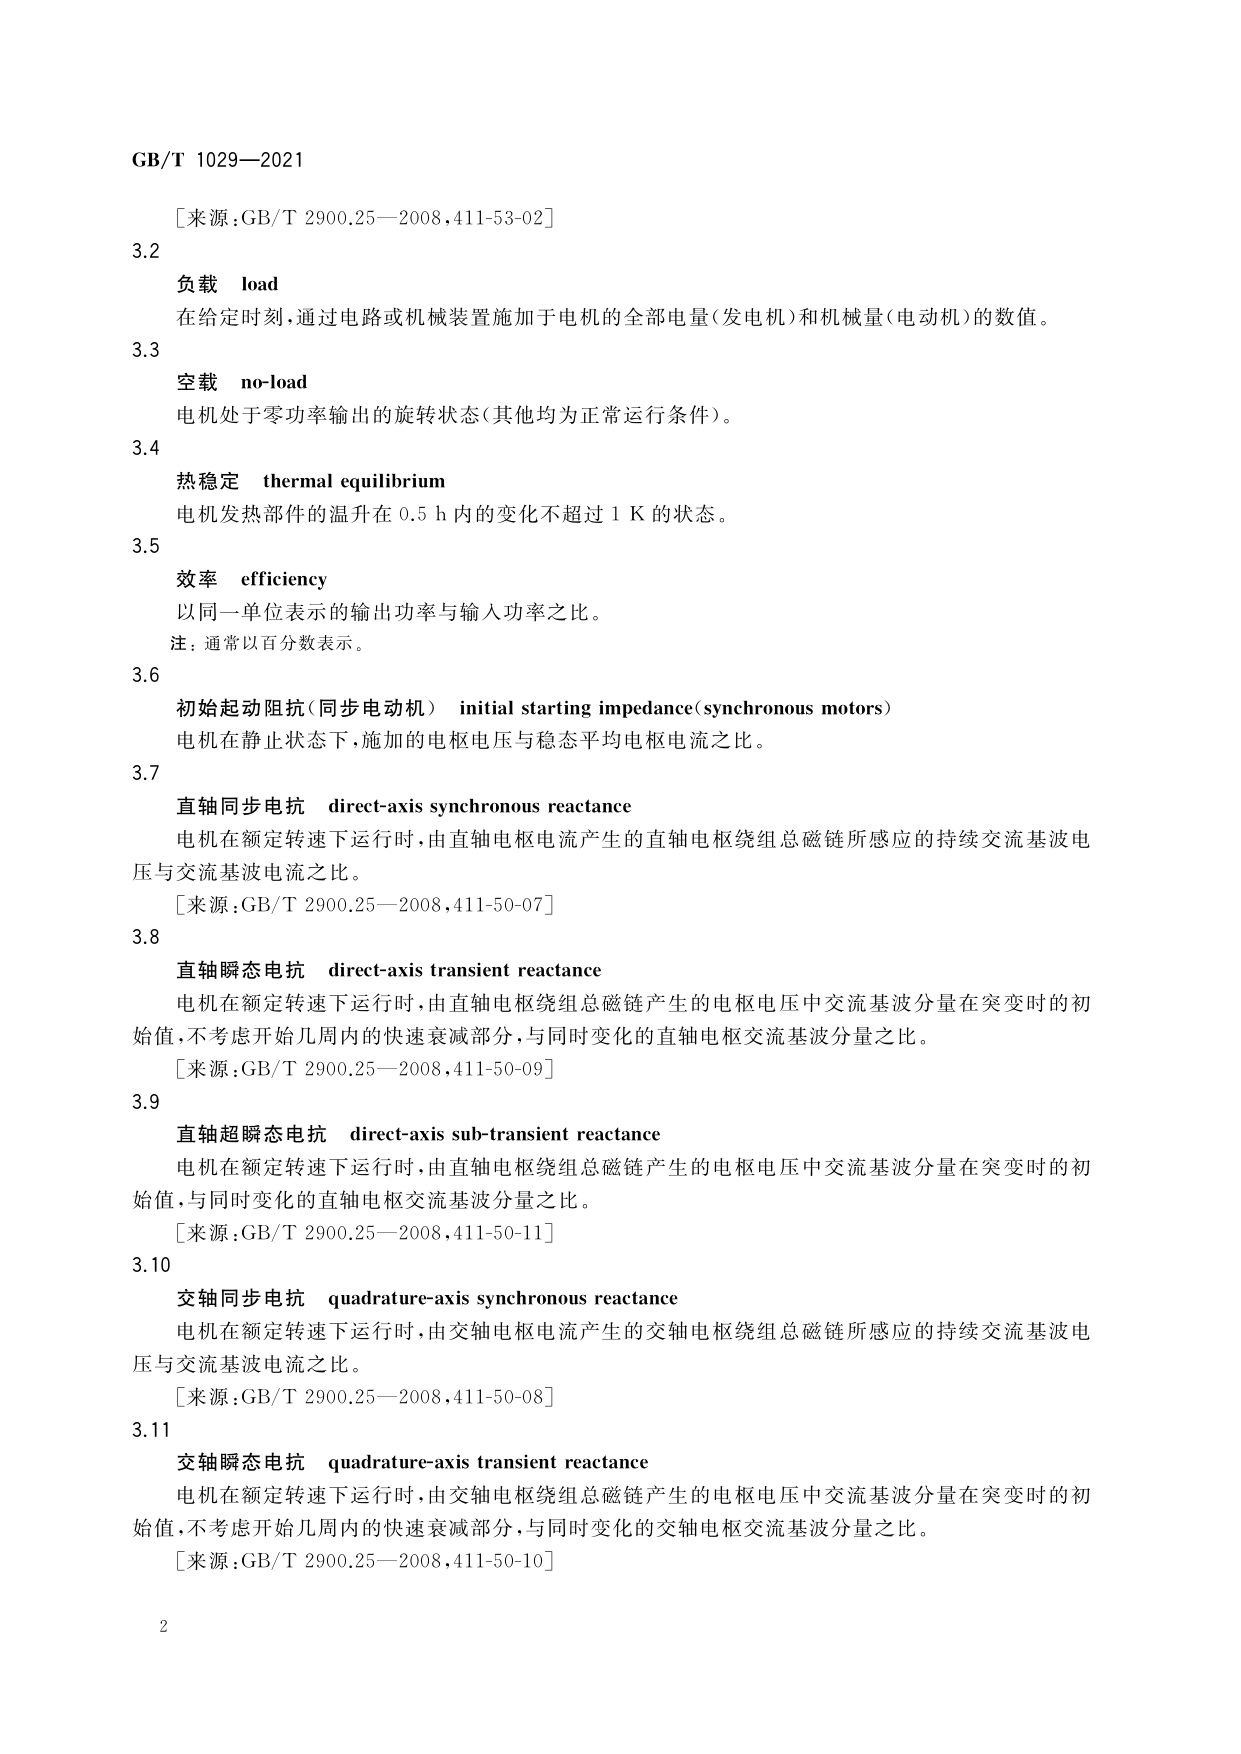 GB/T 1029—2021
[来源:GB/T 2900.25—2008,411-53-02]
3.2
负载 load
在给定时刻,通过电路或机械装置施加于电机的全部电量(发电机)和机械量(电动机)的数值。
3.3
空载 no-load
电机处于零功率输出的旋转状态(其他均为正常运行条件)。
3.4
热稳定 thermal equilibrium
电机发热部件的温升在 0.5 h 内的变化不超过 1 K 的状态。
3.5
效率 efficiency
以同一单位表示的输出功率与输入功率之比。
注: 通常以百分数表示。
3.6
初始起动阻抗(同步电动机) initial starting impedance(synchronous motors)
电机在静止状态下,施加的电枢电压与稳态平均电枢电流之比。
3.7
直轴同步电抗 direct-axis synchronous reactance
电机在额定转速下运行时,由直轴电枢电流产生的直轴电枢绕组总磁链所感应的持续交流基波电
压与交流基波电流之比。
[来源:GB/T 2900.25—2008,411-50-07]
3.8
直轴瞬态电抗 direct-axis transient reactance
电机在额定转速下运行时,由直轴电枢绕组总磁链产生的电枢电压中交流基波分量在突变时的初
始值,不考虑开始几周内的快速衰减部分,与同时变化的直轴电枢交流基波分量之比。
[来源:GB/T 2900.25—2008,411-50-09]
3.9
直轴超瞬态电抗 direct-axis sub-transient reactance
电机在额定转速下运行时,由直轴电枢绕组总磁链产生的电枢电压中交流基波分量在突变时的初
始值,与同时变化的直轴电枢交流基波分量之比。
[来源:GB/T 2900.25—2008,411-50-11]
3.10
交轴同步电抗 quadrature-axis synchronous reactance
电机在额定转速下运行时,由交轴电枢电流产生的交轴电枢绕组总磁链所感应的持续交流基波电
压与交流基波电流之比。
[来源:GB/T 2900.25—2008,411-50-08]
3.11
交轴瞬态电抗 quadrature-axis transient reactance
电机在额定转速下运行时,由交轴电枢绕组总磁链产生的电枢电压中交流基波分量在突变时的初
始值,不考虑开始几周内的快速衰减部分,与同时变化的交轴电枢交流基波分量之比。
[来源:GB/T 2900.25—2008,411-50-10]
2